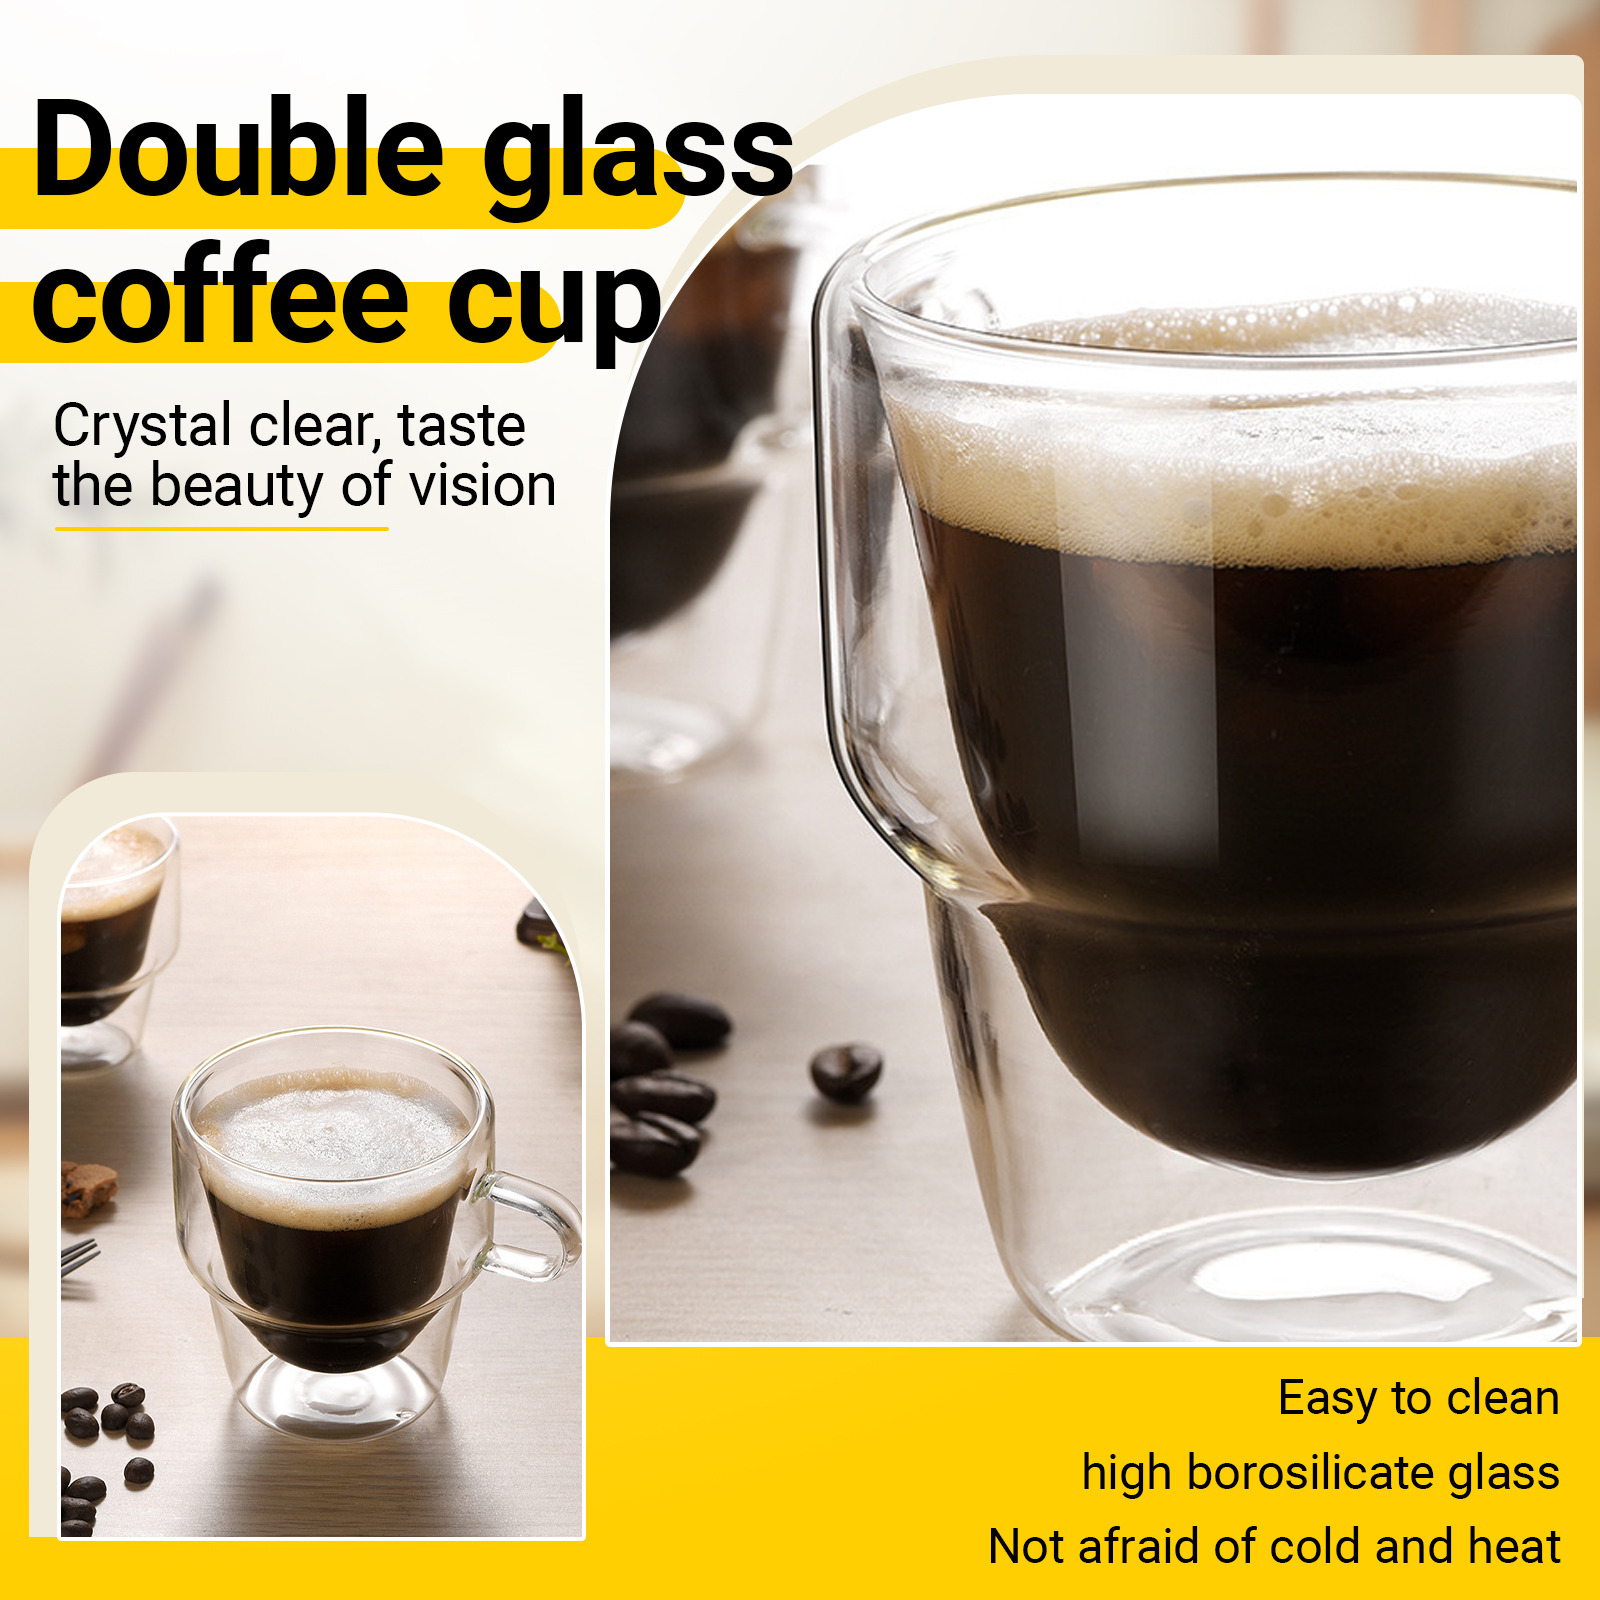 Double glass
coffee cup
Crystal clear, taste
the beauty of vision
Easy to clean
high borosilicate glass
Not afraid of cold and heat